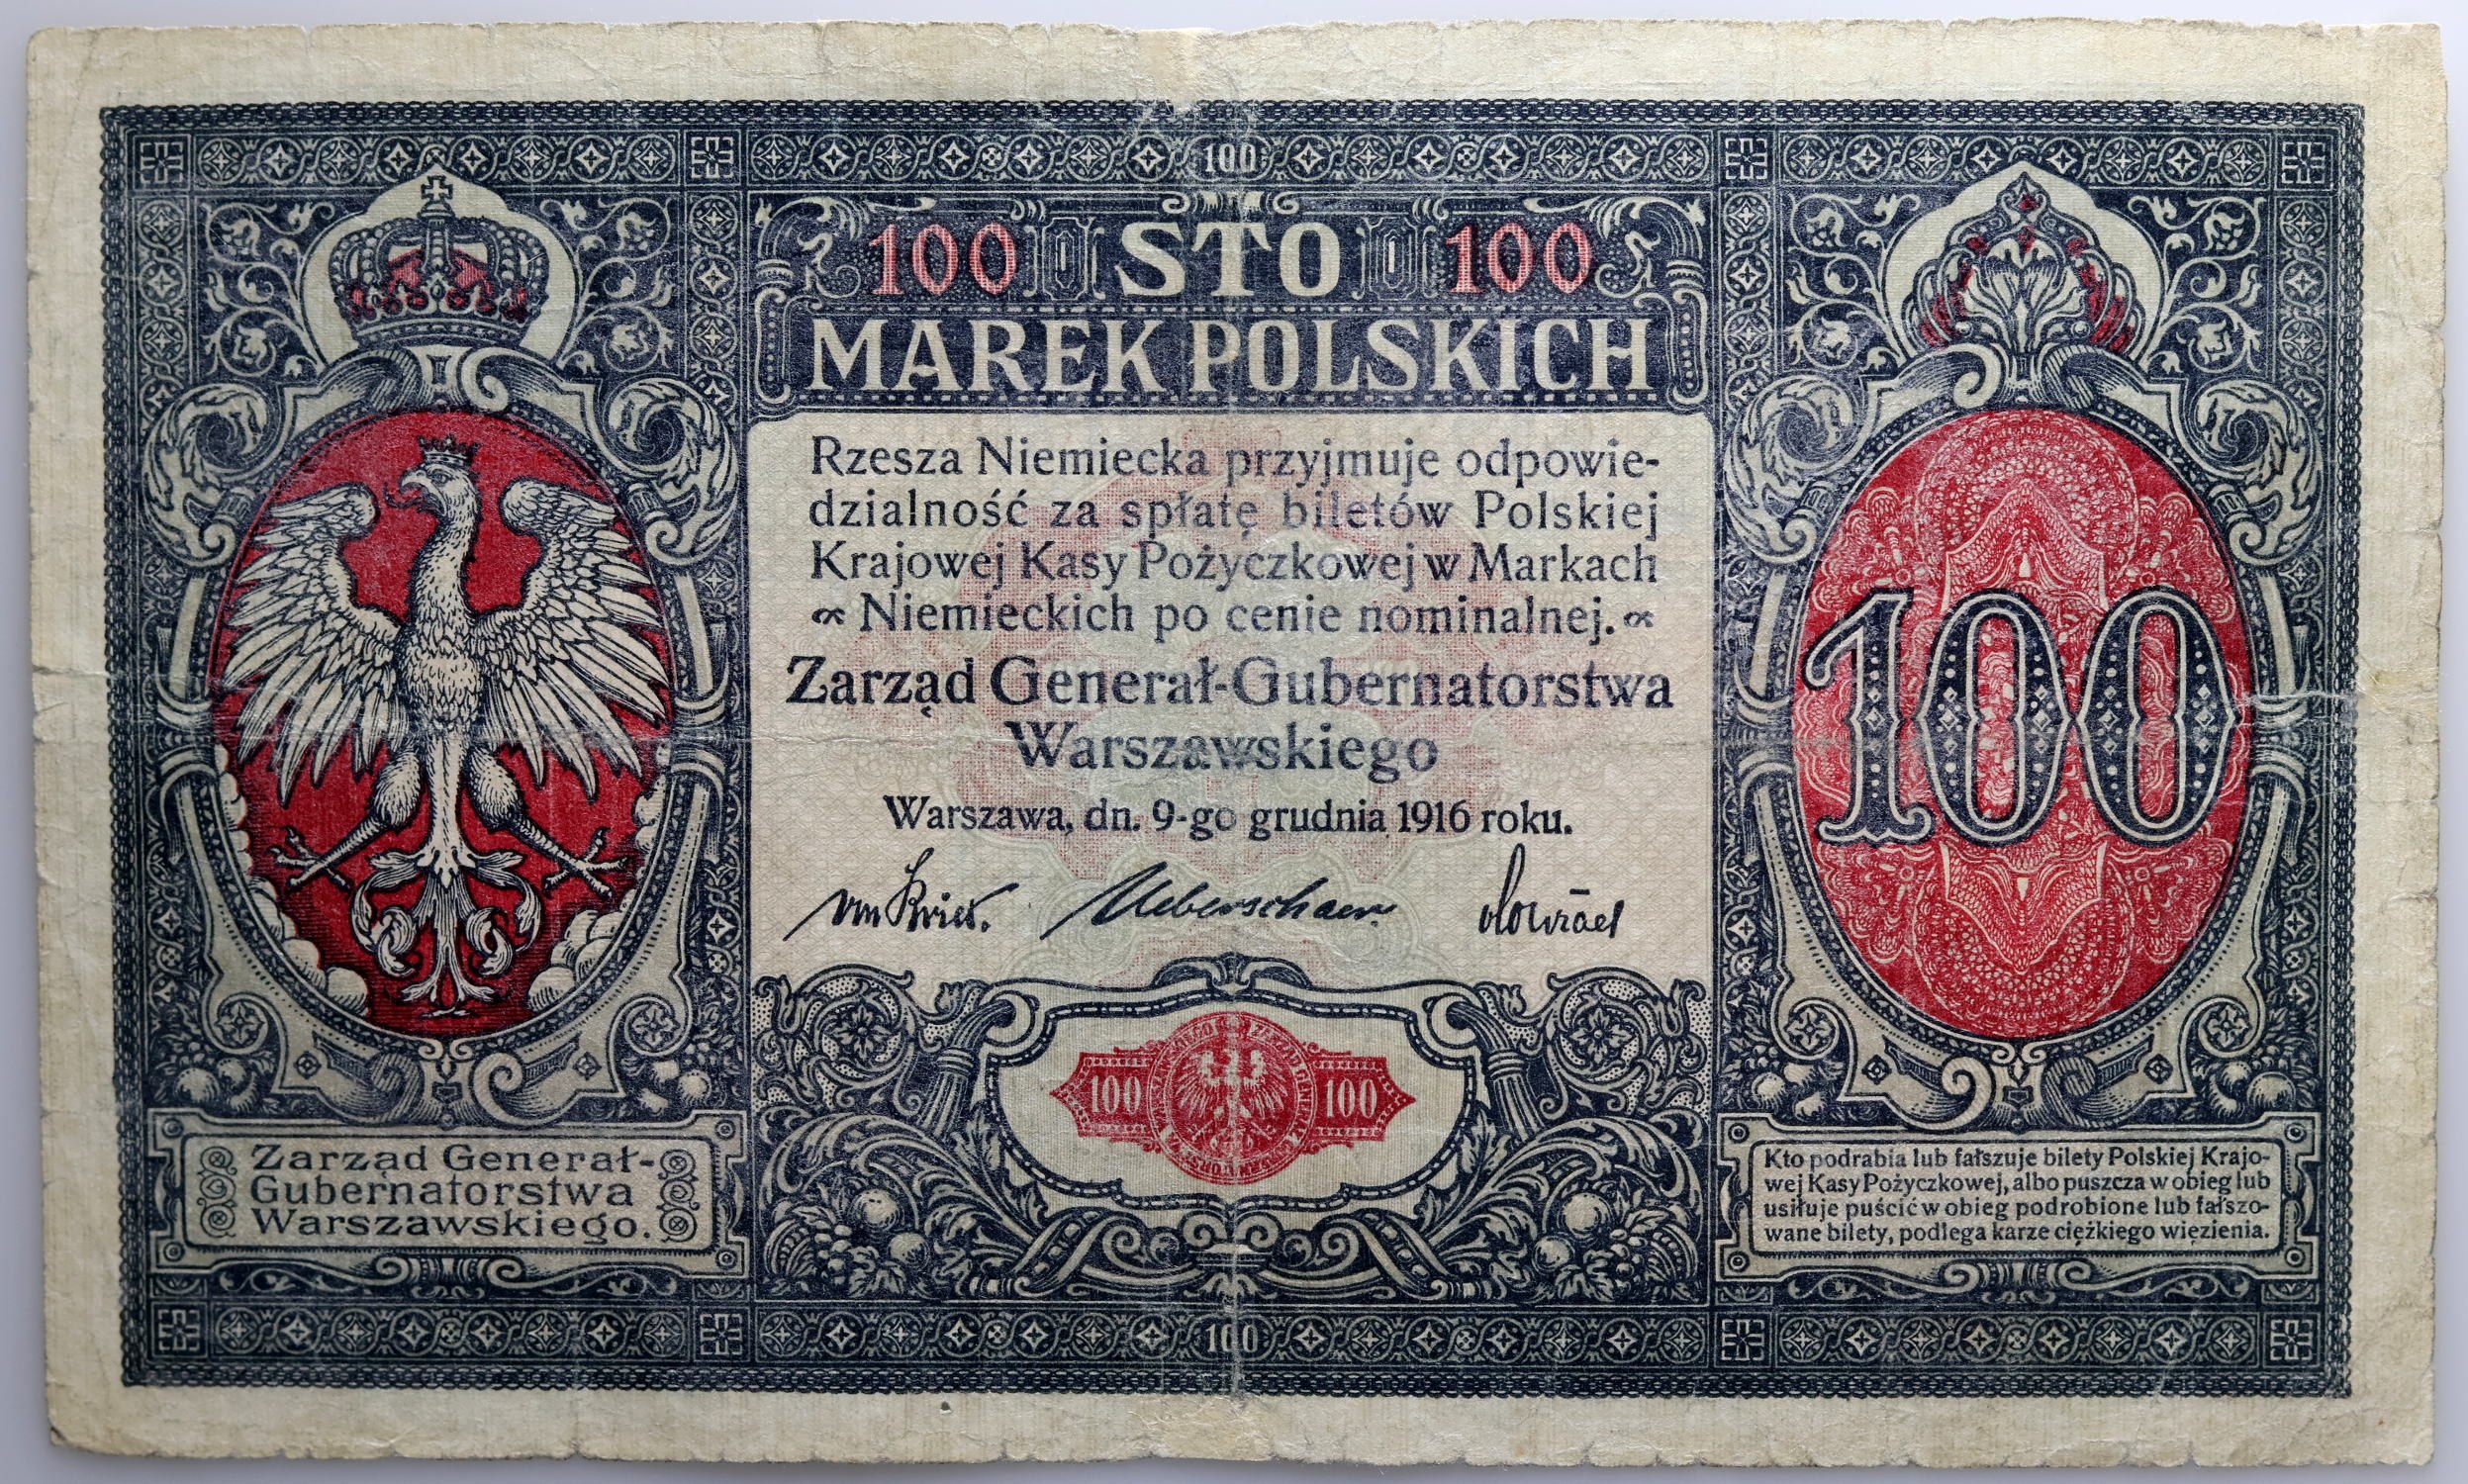 100
100 STO 100
MAREK POLSKICH
Rzesza Niemiecka przyjmuje odpowie-
dzialność za spłatę biletów Polskiej
Krajowej Kasy Pożyczkowej w Markach
Niemieckich po cenie nominalnej.
Zarząd Generał-Gubernatorstwa
Warszawskiego
Warszawa, dn. 9-go grudnia 1916 roku.
von Kries.
Ueberschaer
100
100 100
Zarząd Generał-
Gubernatorstwa
Warszawskiego.
Kto podrabia lub fałszuje bilety Polskiej Krajo-
wej Kasy Pożyczkowej, albo puszcza w obieg lub
usiłuje puścić w obieg podrobione lub fałszo-
wane bilety, podlega karze ciężkiego więzienia.
100